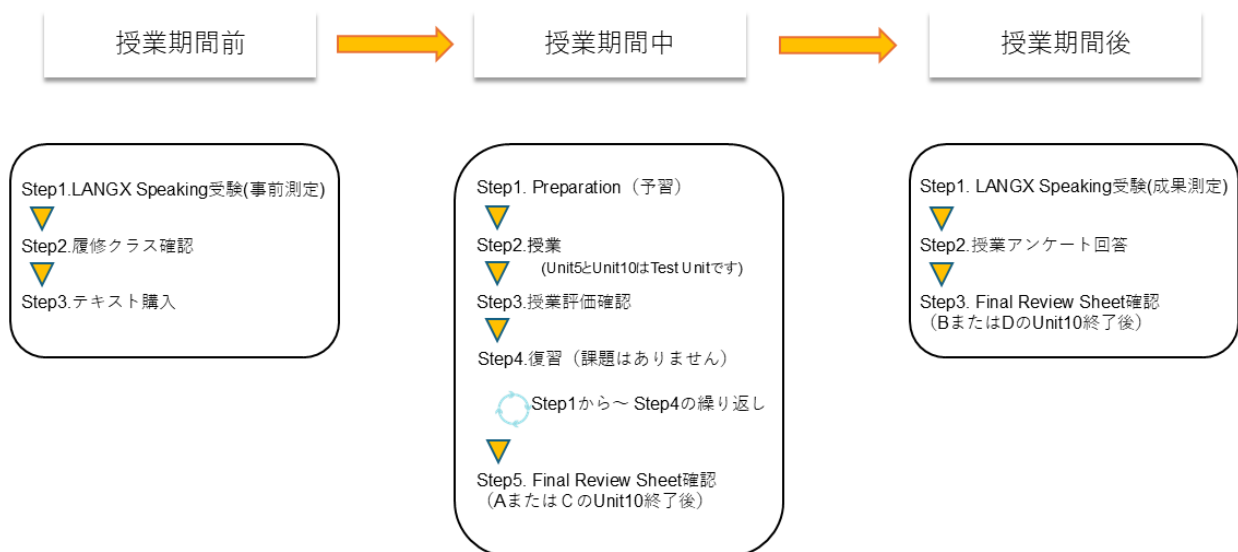 授業期間前
授業期間中
授業期間後
Step1.LANGX Speaking受験(事前測定)
Step2.履修クラス確認
Step3.テキスト購入
Step1. Preparation（予習）
Step2.授業
(Unit5とUnit10はTest Unitです)
Step3.授業評価確認
Step4.復習（課題はありません）
Step1から～ Step4の繰り返し
Step5. Final Review Sheet確認
（AまたはＣのUnit10終了後）
Step1. LANGX Speaking受験(成果測定)
Step2.授業アンケート回答
Step3. Final Review Sheet確認
（BまたはDのUnit10終了後）